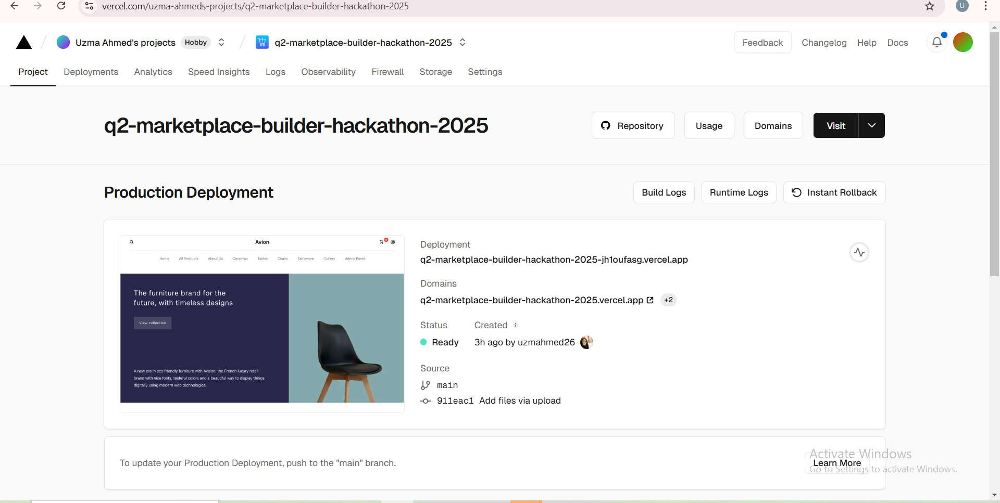 vercel.com/uzma-ahmeds-projects/q2-marketplace-builder-hackathon-2025
U
Uzma Ahmed's projects Hobby q2-marketplace-builder-hackathon-2025 Feedback Changelog Help Docs
Project Deployments Analytics Speed Insights Logs Observability Firewall Storage Settings
q2-marketplace-builder-hackathon-2025 Repository Usage Domains Visit
Production Deployment Build Logs Runtime Logs Instant Rollback
Avion
Home All Products About Us Ceramics Tables Chairs Tableware Cutlery Admin Panel
The furniture brand for the
future, with timeless designs
View collection
A new era in eco friendly furniture with Avelon, the French luxury retail
brand with nice fonts, tasteful colors and a beautiful way to display things
digitally using modern web technologies.
Deployment
q2-marketplace-builder-hackathon-2025-jh1oufasg.vercel.app
Domains
q2-marketplace-builder-hackathon-2025.vercel.app +2
Status Created
Ready 3h ago by uzmahmed26
Source
main
911eac1 Add files via upload
To update your Production Deployment, push to the "main" branch. Learn More
Activate Windows
Go to Settings to activate Windows.